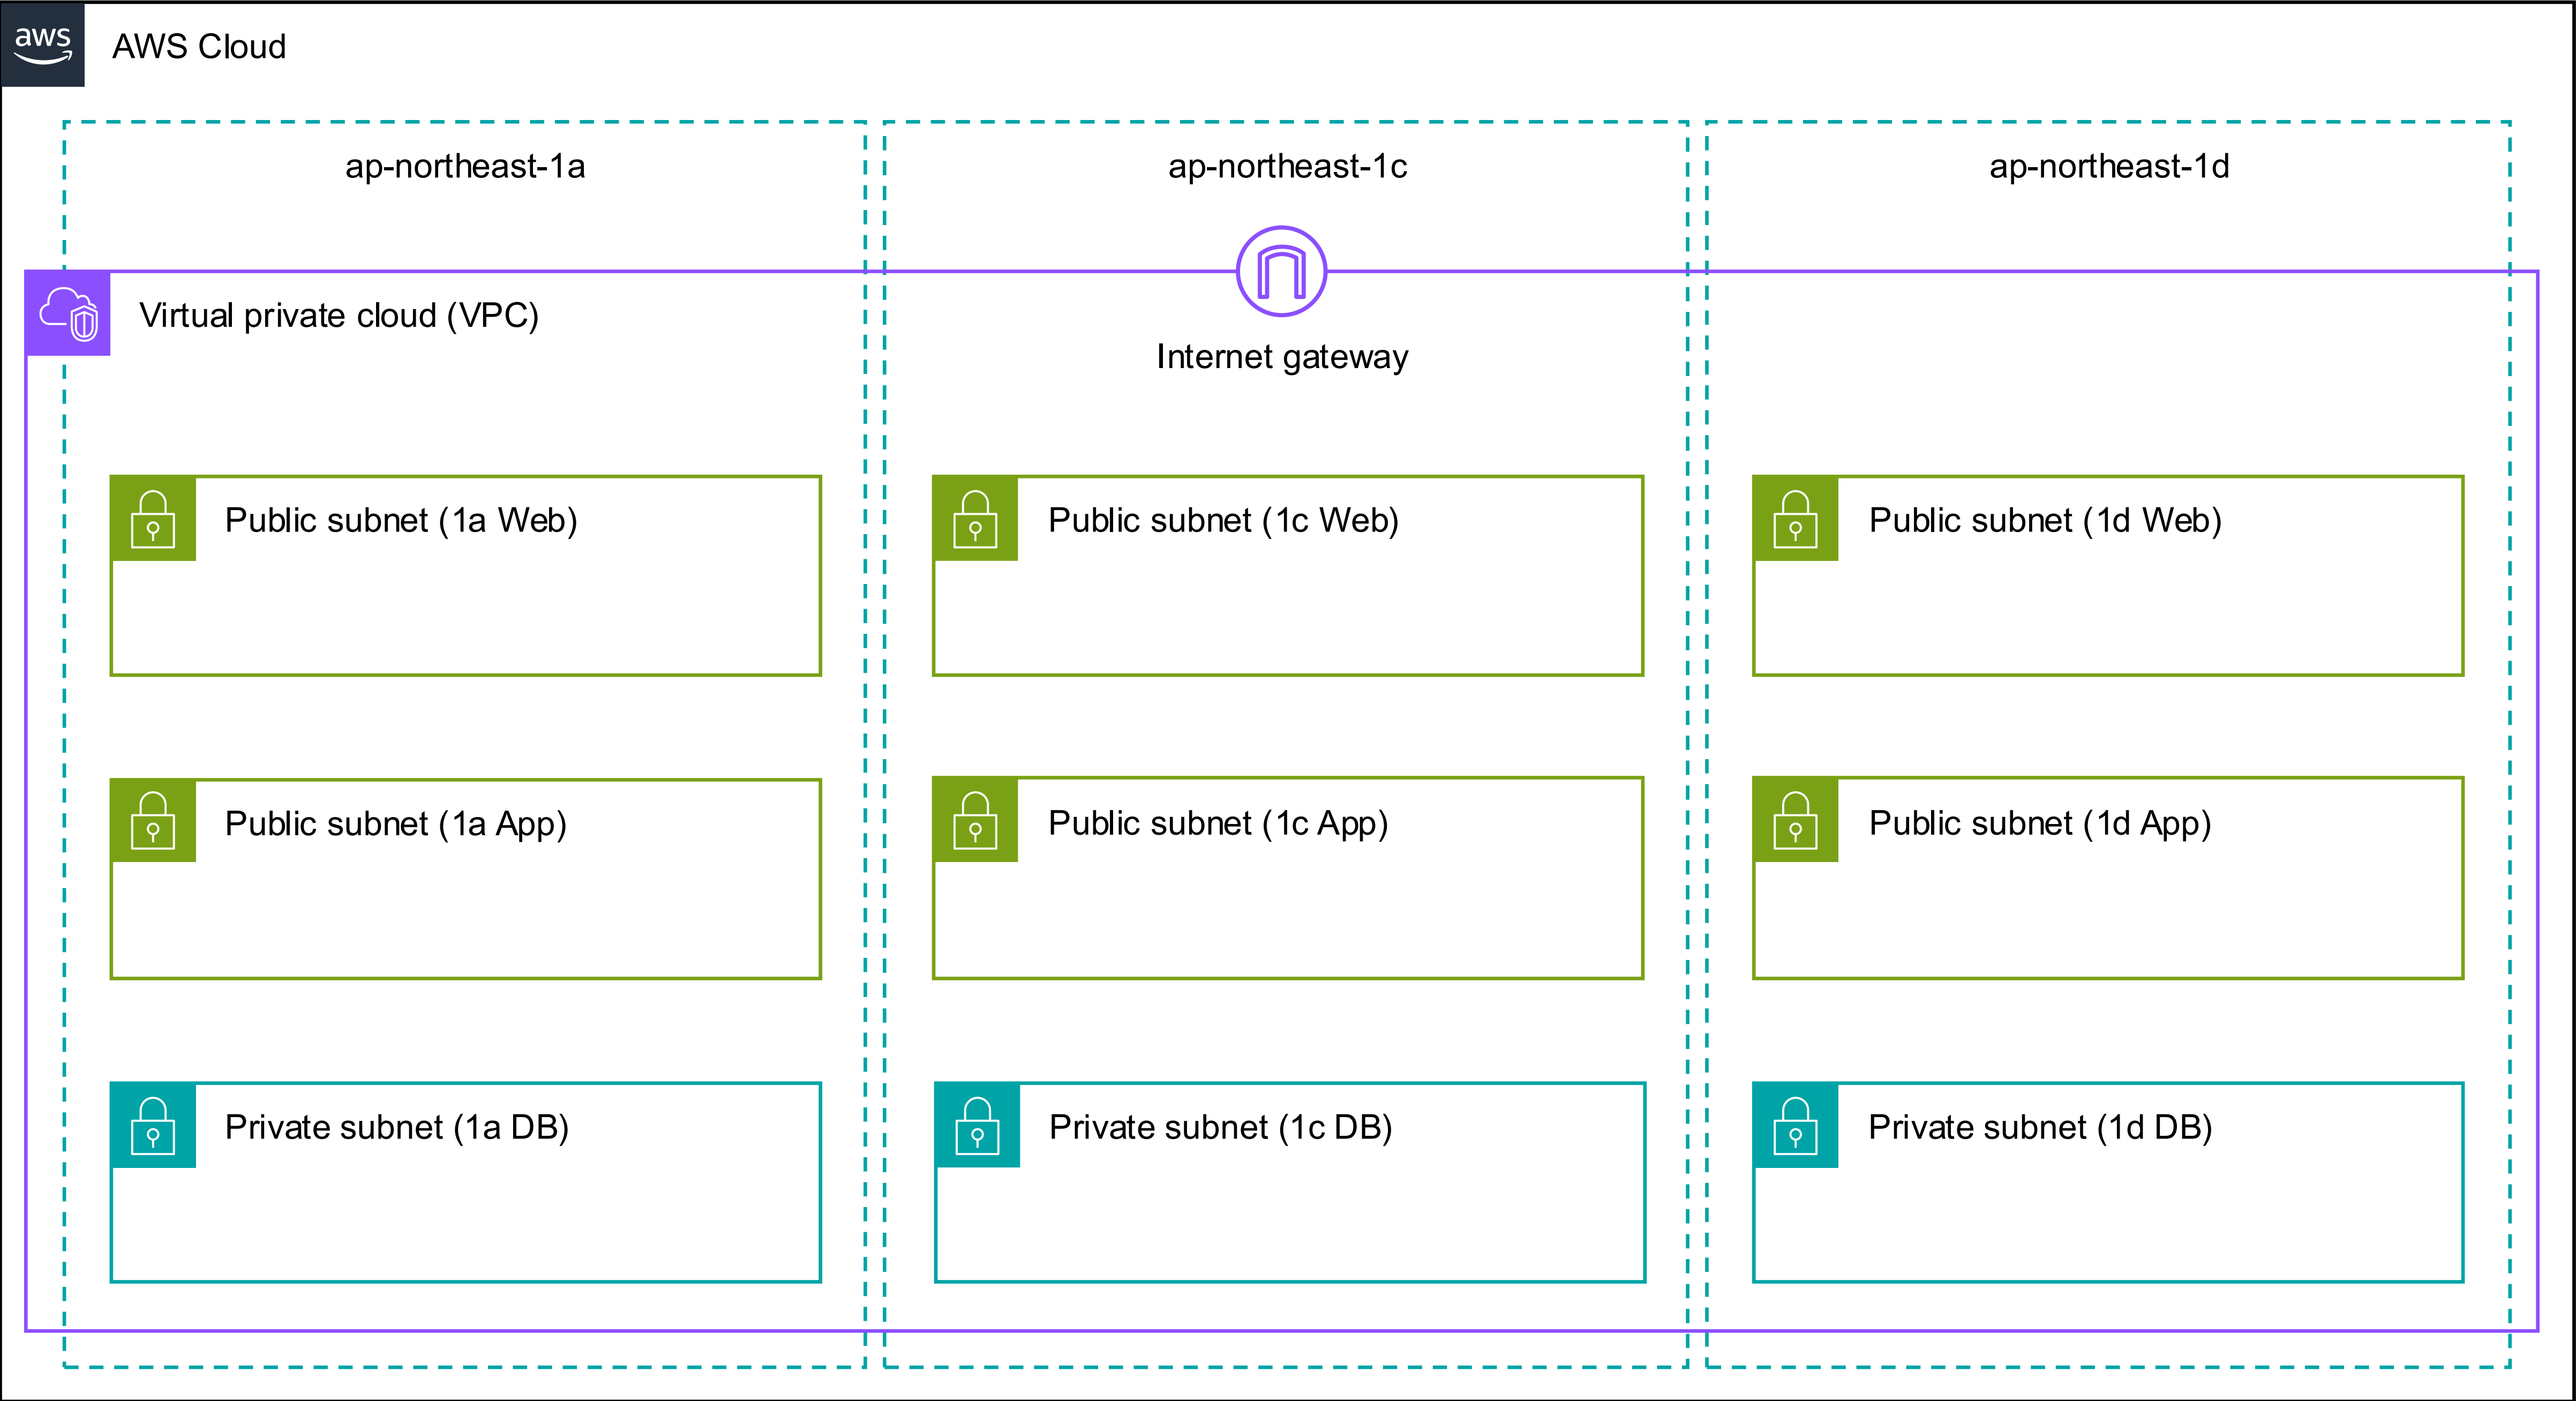 aws
AWS Cloud
ap-northeast-1a
ap-northeast-1c
ap-northeast-1d
Virtual private cloud (VPC)
Internet gateway
Public subnet (1a Web)
Public subnet (1c Web)
Public subnet (1d Web)
Public subnet (1a App)
Public subnet (1c App)
Public subnet (1d App)
Private subnet (1a DB)
Private subnet (1c DB)
Private subnet (1d DB)